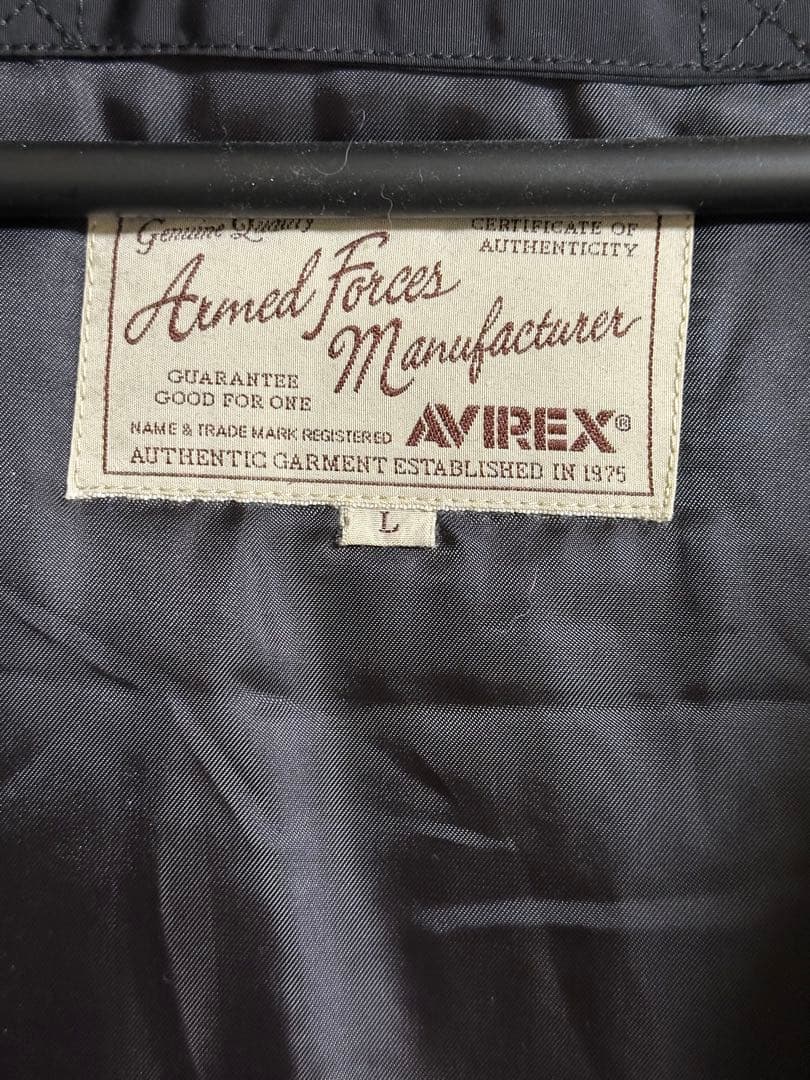 Genuine Quality
CERTIFICATE OF
AUTHENTICITY
Armed Forces
Manufacturer
GUARANTEE
GOOD FOR ONE
NAME & TRADE MARK REGISTERED
AVIREX®
AUTHENTIC GARMENT ESTABLISHED IN 1975
L